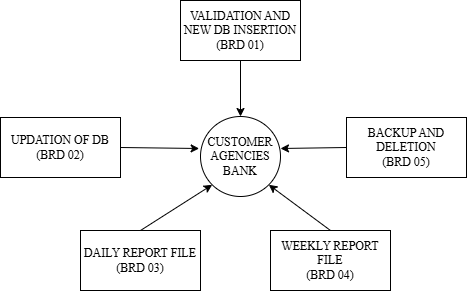 VALIDATION AND
NEW DB INSERTION
(BRD 01)
UPDATION OF DB
(BRD 02)
CUSTOMER
AGENCIES
BANK
BACKUP AND
DELETION
(BRD 05)
DAILY REPORT FILE
(BRD 03)
WEEKLY REPORT
FILE
(BRD 04)